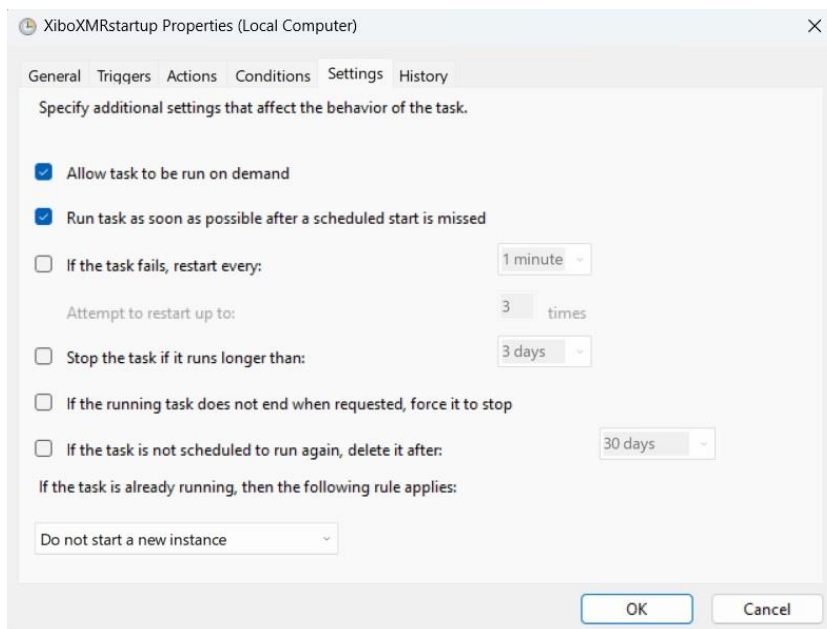 XiboXMRstartup Properties (Local Computer)
General Triggers Actions Conditions Settings History
Specify additional settings that affect the behavior of the task.
Allow task to be run on demand
Run task as soon as possible after a scheduled start is missed
If the task fails, restart every: 1 minute
Attempt to restart up to: 3 times
Stop the task if it runs longer than: 3 days
If the running task does not end when requested, force it to stop
If the task is not scheduled to run again, delete it after: 30 days
If the task is already running, then the following rule applies:
Do not start a new instance
OK Cancel